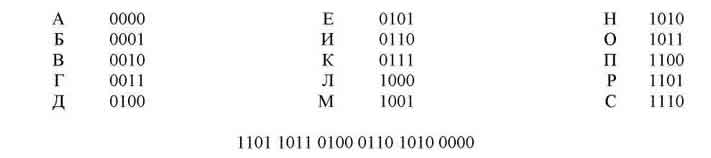 А 0000 Е 0101 Н 1010
Б 0001 И 0110 О 1011
В 0010 К 0111 П 1100
Г 0011 Л 1000 Р 1101
Д 0100 М 1001 С 1110
1101 1011 0100 0110 1010 0000